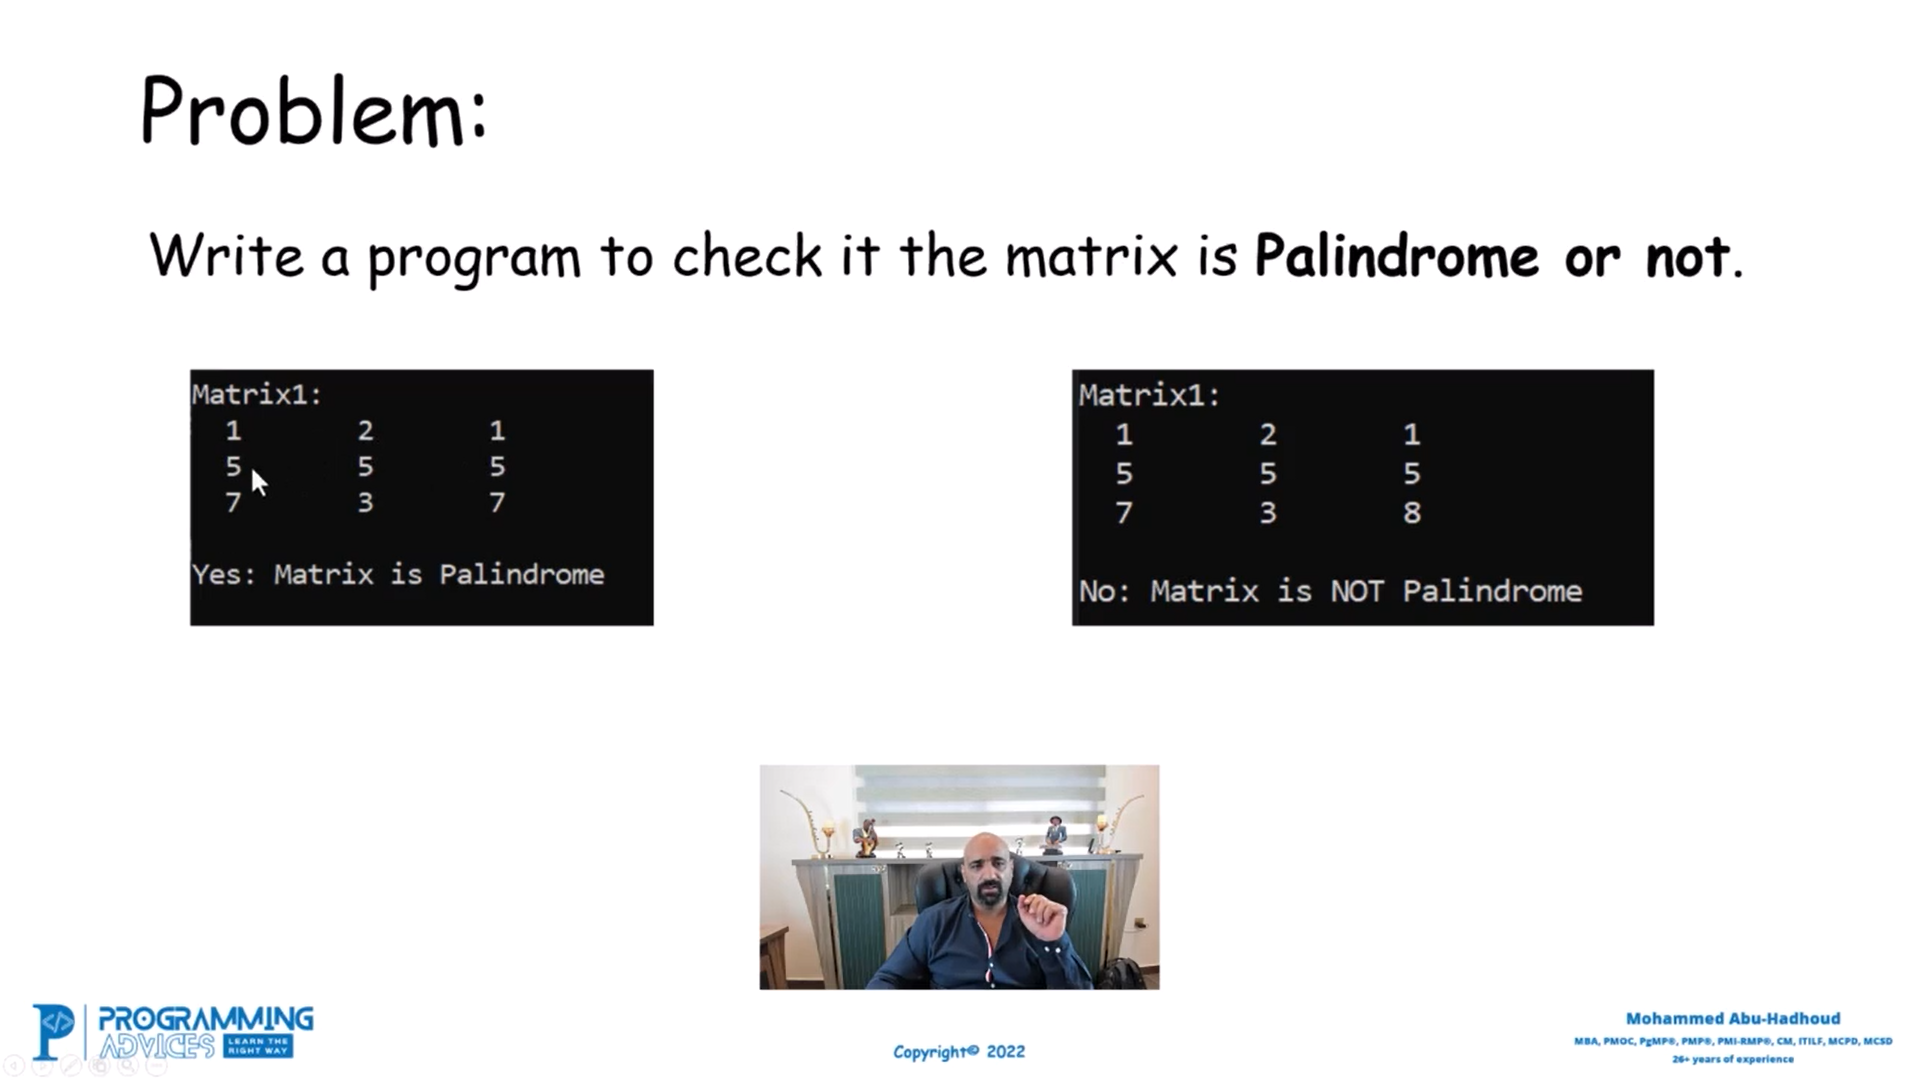 Problem:
Write a program to check it the matrix is Palindrome or not.
Matrix1:
1 2 1
5 5 5
7 3 7
Yes: Matrix is Palindrome
Matrix1:
1 2 1
5 5 5
7 3 8
No: Matrix is NOT Palindrome
P </> PROGRAMMING
ADVICES LEARN THE
RIGHT WAY
Copyright© 2022
Mohammed Abu-Hadhoud
MBA, PMOC, PgMP®, PMP®, PMI-RMP®, CM, ITILF, MCPD, MCSD
26+ years of experience